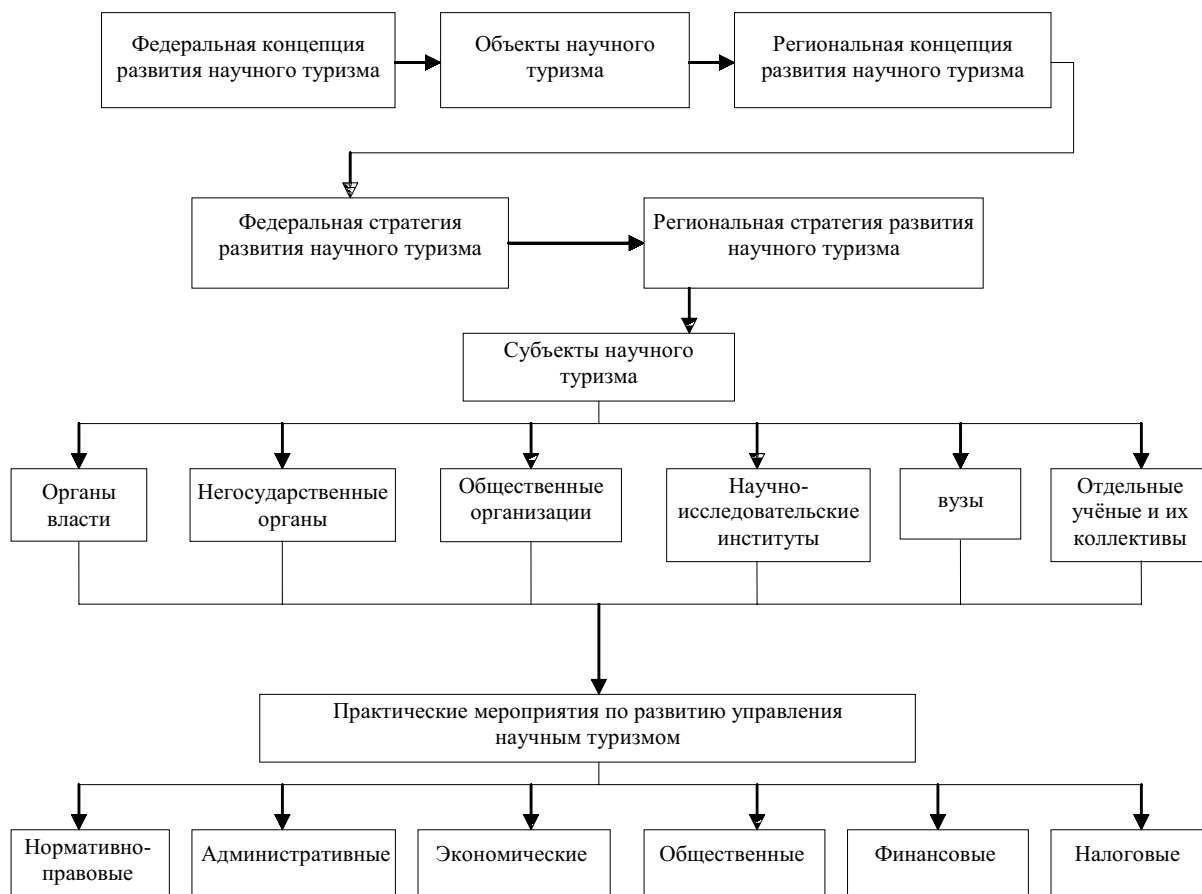 Федеральная концепция
развития научного туризма
Объекты научного
туризма
Региональная концепция
развития научного туризма
Федеральная стратегия
развития научного туризма
Региональная стратегия развития
научного туризма
Субъекты научного
туризма
Органы
власти
Негосударственные
органы
Общественные
организации
Научно-
исследовательские
институты
вузы
Отдельные
учёные и их
коллективы
Практические мероприятия по развитию управления
научным туризмом
Нормативно-
правовые
Административные
Экономические
Общественные
Финансовые
Налоговые